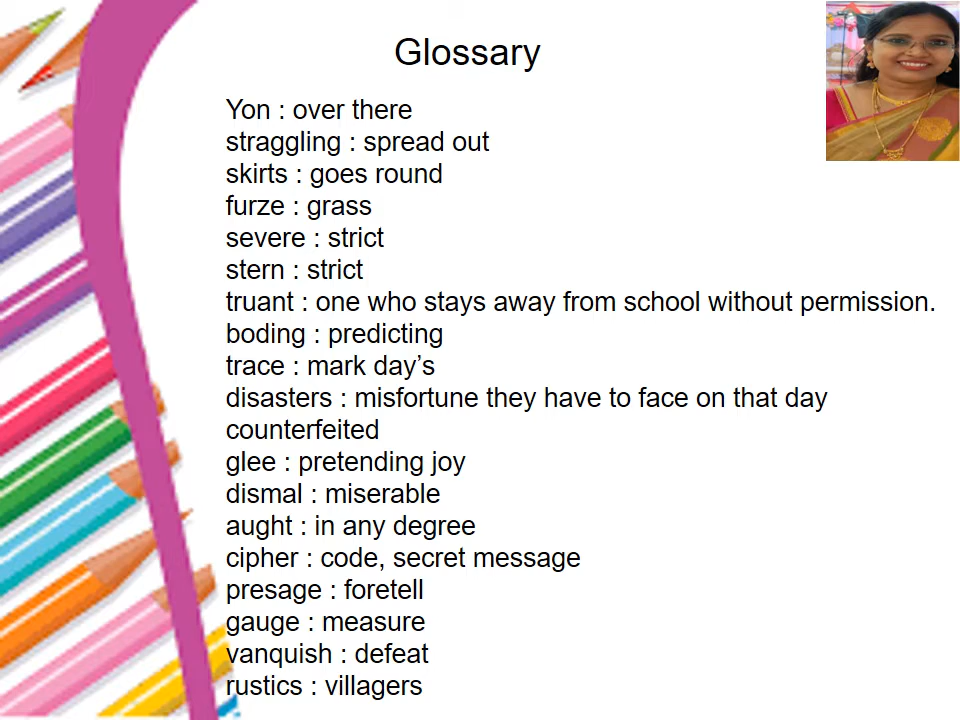 Glossary
Yon : over there
straggling : spread out
skirts : goes round
furze : grass
severe : strict
stern : strict
truant : one who stays away from school without permission.
boding : predicting
trace : mark day’s
disasters : misfortune they have to face on that day
counterfeited
glee : pretending joy
dismal : miserable
aught : in any degree
cipher : code, secret message
presage : foretell
gauge : measure
vanquish : defeat
rustics : villagers